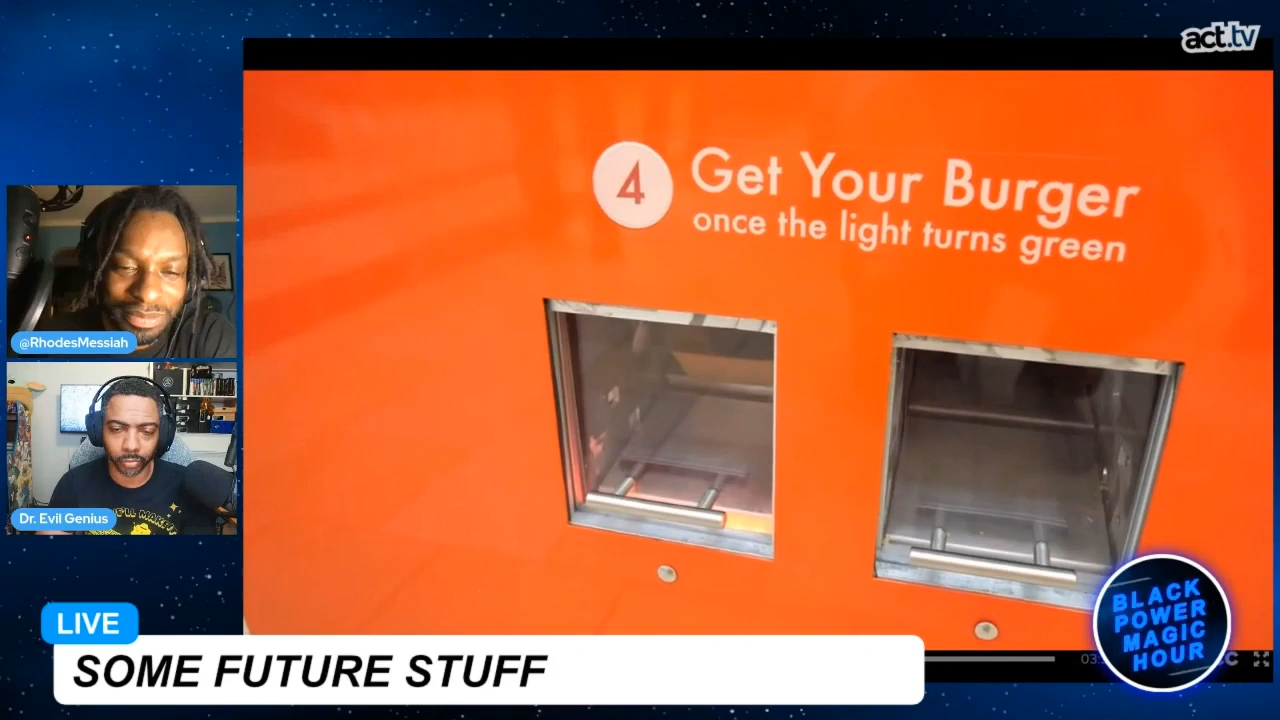 act.tv
4
Get Your Burger
once the light turns green
@RhodesMessiah
Dr. Evil Genius
LIVE
SOME FUTURE STUFF
BLACK
POWER
MAGIC
HOUR